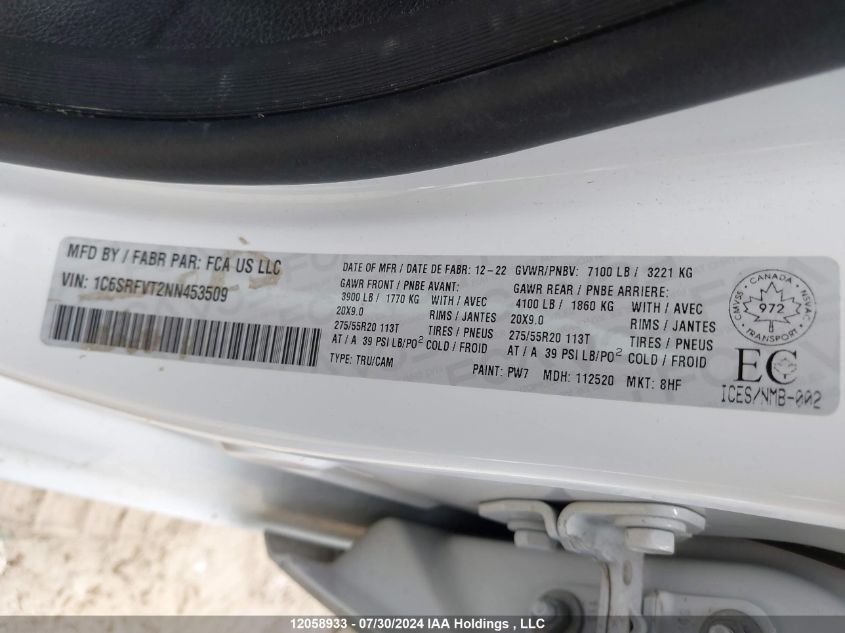 MFD BY / FABR PAR: FCA US LLC
VIN: 1C6SRFVT2NN453509
DATE OF MFR / DATE DE FABR: 12-22 GVWR/PNBV: 7100 LB / 3221 KG
GAWR FRONT / PNBE AVANT:
3900 LB / 1770 KG WITH / AVEC
20X9.0 RIMS / JANTES
275/55R20 113T TIRES / PNEUS
AT / A 39 PSI LB/PO² COLD / FROID
TYPE: TRU/CAM
GAWR REAR / PNBE ARRIERE:
4100 LB / 1860 KG WITH / AVEC
20X9.0 RIMS / JANTES
275/55R20 113T TIRES / PNEUS
AT / A 39 PSI LB/PO² COLD / FROID
PAINT: PW7 MDH: 112520 MKT: 8HF
CANADA
CMVSS 972 NSVAC
TRANSPORT
EC
ICES/NMB-002
12058933 - 07/30/2024 IAA Holdings , LLC